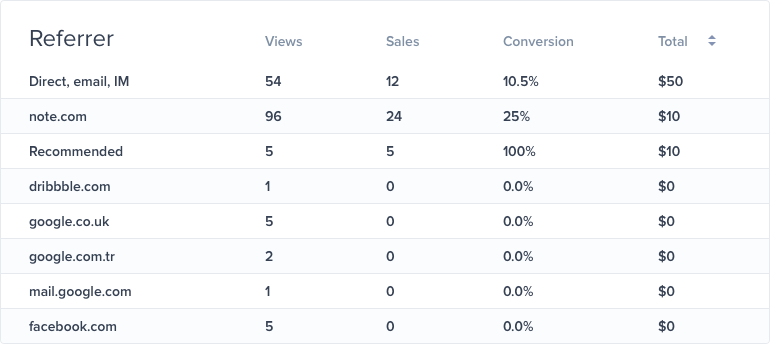 Referrer Views Sales Conversion Total
Direct, email, IM 54 12 10.5% $50
note.com 96 24 25% $10
Recommended 5 5 100% $10
dribbble.com 1 0 0.0% $0
google.co.uk 5 0 0.0% $0
google.com.tr 2 0 0.0% $0
mail.google.com 1 0 0.0% $0
facebook.com 5 0 0.0% $0